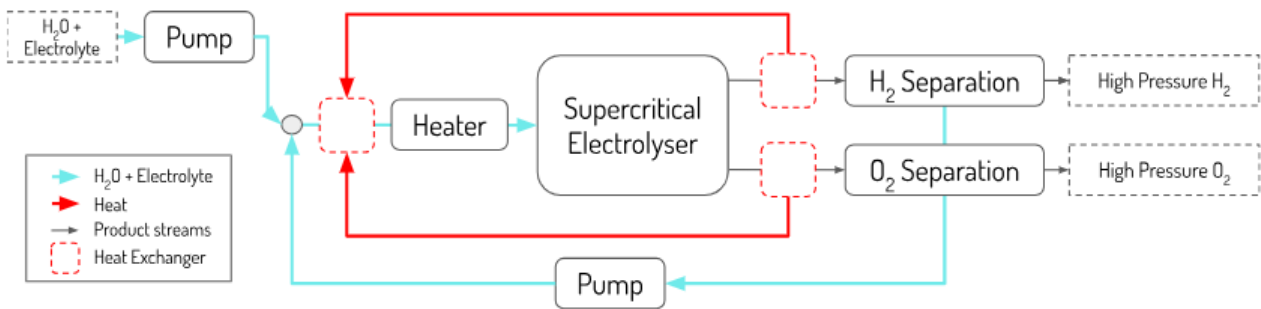 H₂O +
Electrolyte
Pump
Heater
Supercritical
Electrolyser
H₂ Separation
High Pressure H₂
O₂ Separation
High Pressure O₂
H₂O + Electrolyte
Heat
Product streams
Heat Exchanger
Pump